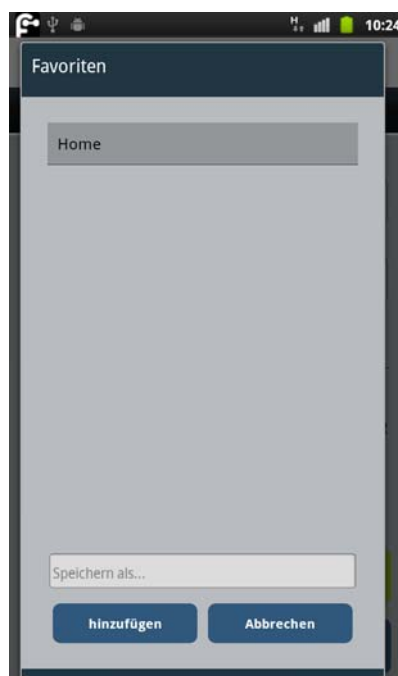 H
10:24
Favoriten
Home
Speichern als...
hinzufügen
Abbrechen